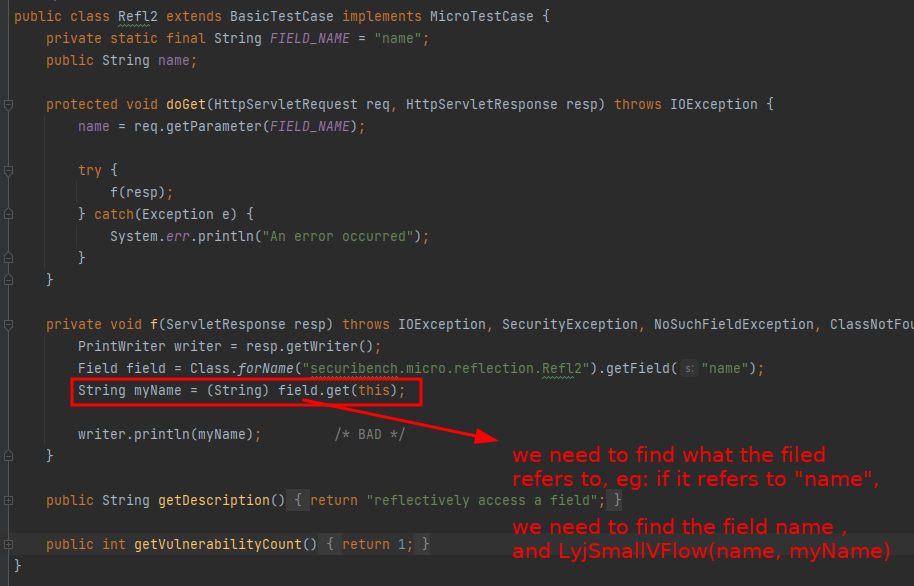 public class Refl2 extends BasicTestCase implements MicroTestCase {
private static final String FIELD_NAME = "name";
public String name;
protected void doGet(HttpServletRequest req, HttpServletResponse resp) throws IOException {
name = req.getParameter(FIELD_NAME);
try {
f(resp);
} catch(Exception e) {
System.err.println("An error occurred");
}
}
private void f(ServletResponse resp) throws IOException, SecurityException, NoSuchFieldException, ClassNotFou
PrintWriter writer = resp.getWriter();
Field field = Class.forName("securibench.micro.reflection.Refl2").getField( s: "name");
String myName = (String) field.get(this);
writer.println(myName); /* BAD */
}
we need to find what the filed
refers to, eg: if it refers to "name",
public String getDescription() { return "reflectively access a field"; }
we need to find the field name ,
public int getVulnerabilityCount() { return 1; }
and LyjSmallVFlow(name, myName)
}